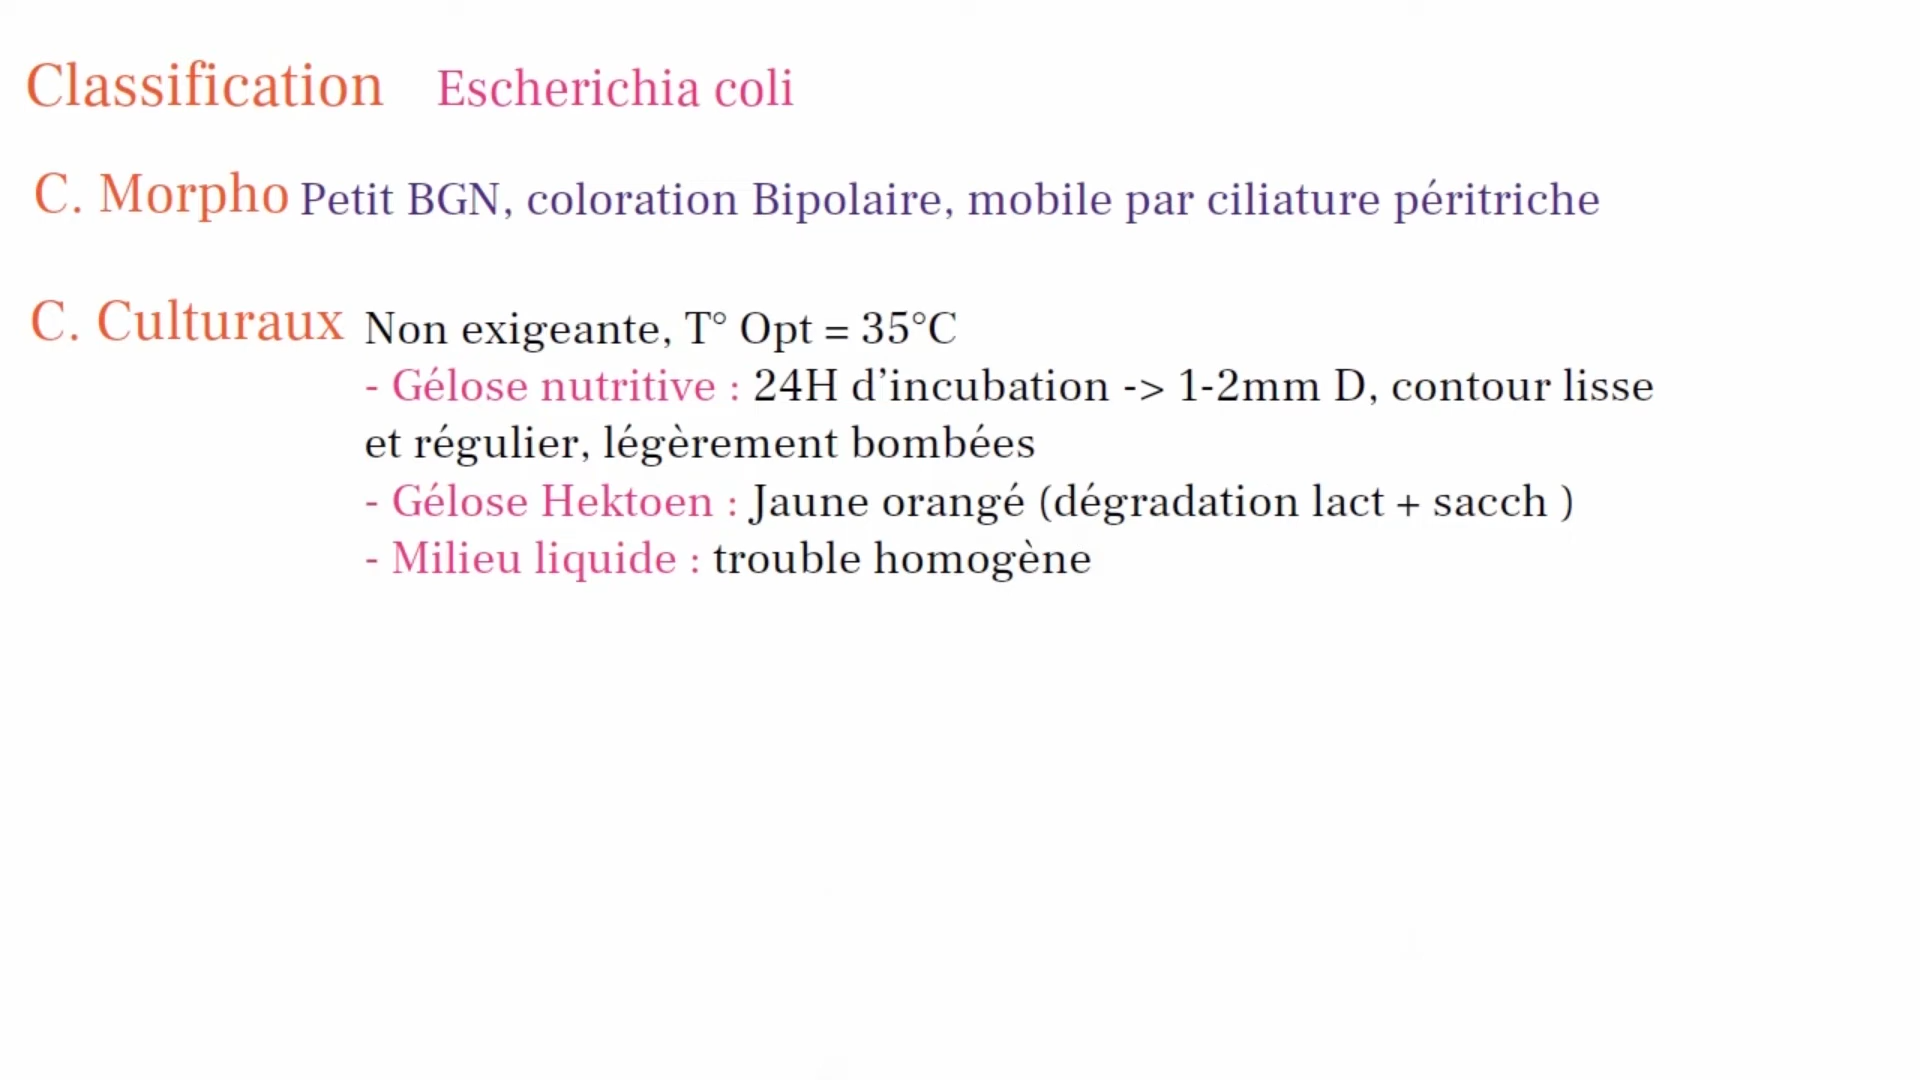 Classification Escherichia coli
C. Morpho Petit BGN, coloration Bipolaire, mobile par ciliature péritriche
C. Culturaux Non exigeante, T° Opt = 35°C
- Gélose nutritive : 24H d’incubation -> 1-2mm D, contour lisse
et régulier, légèrement bombées
- Gélose Hektoen : Jaune orangé (dégradation lact + sacch )
- Milieu liquide : trouble homogène